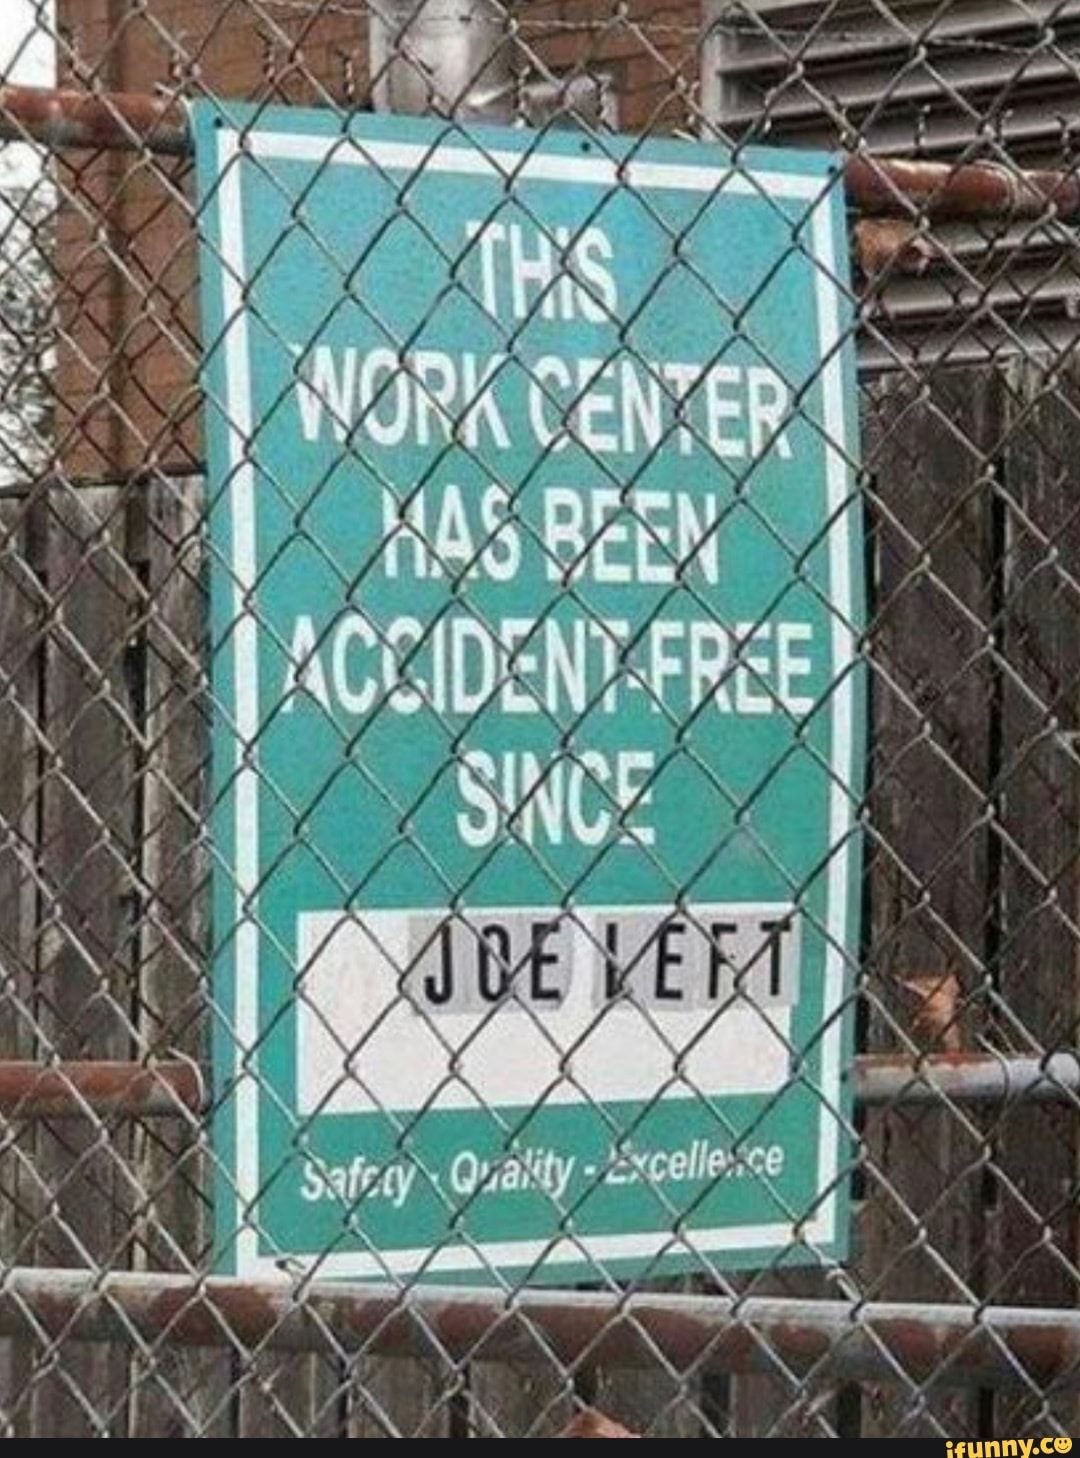 THIS
WORK CENTER
HAS BEEN
ACCIDENT-FREE
SINCE
JOE LEFT
Safety - Quality - Excellence
ifunny.co